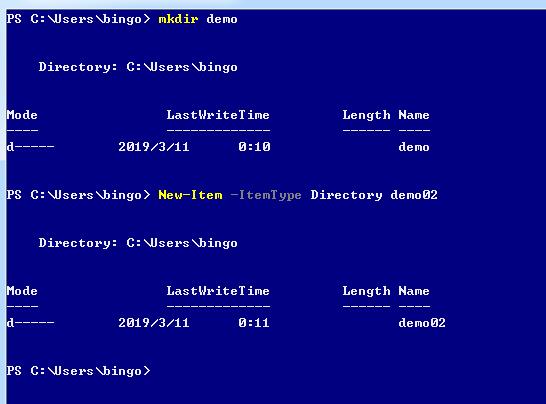 PS C:\Users\bingo> mkdir demo
Directory: C:\Users\bingo
Mode LastWriteTime Length Name
---- ------------- ------ ----
d----- 2019/3/11 0:10 demo
PS C:\Users\bingo> New-Item -ItemType Directory demo02
Directory: C:\Users\bingo
Mode LastWriteTime Length Name
---- ------------- ------ ----
d----- 2019/3/11 0:11 demo02
PS C:\Users\bingo>